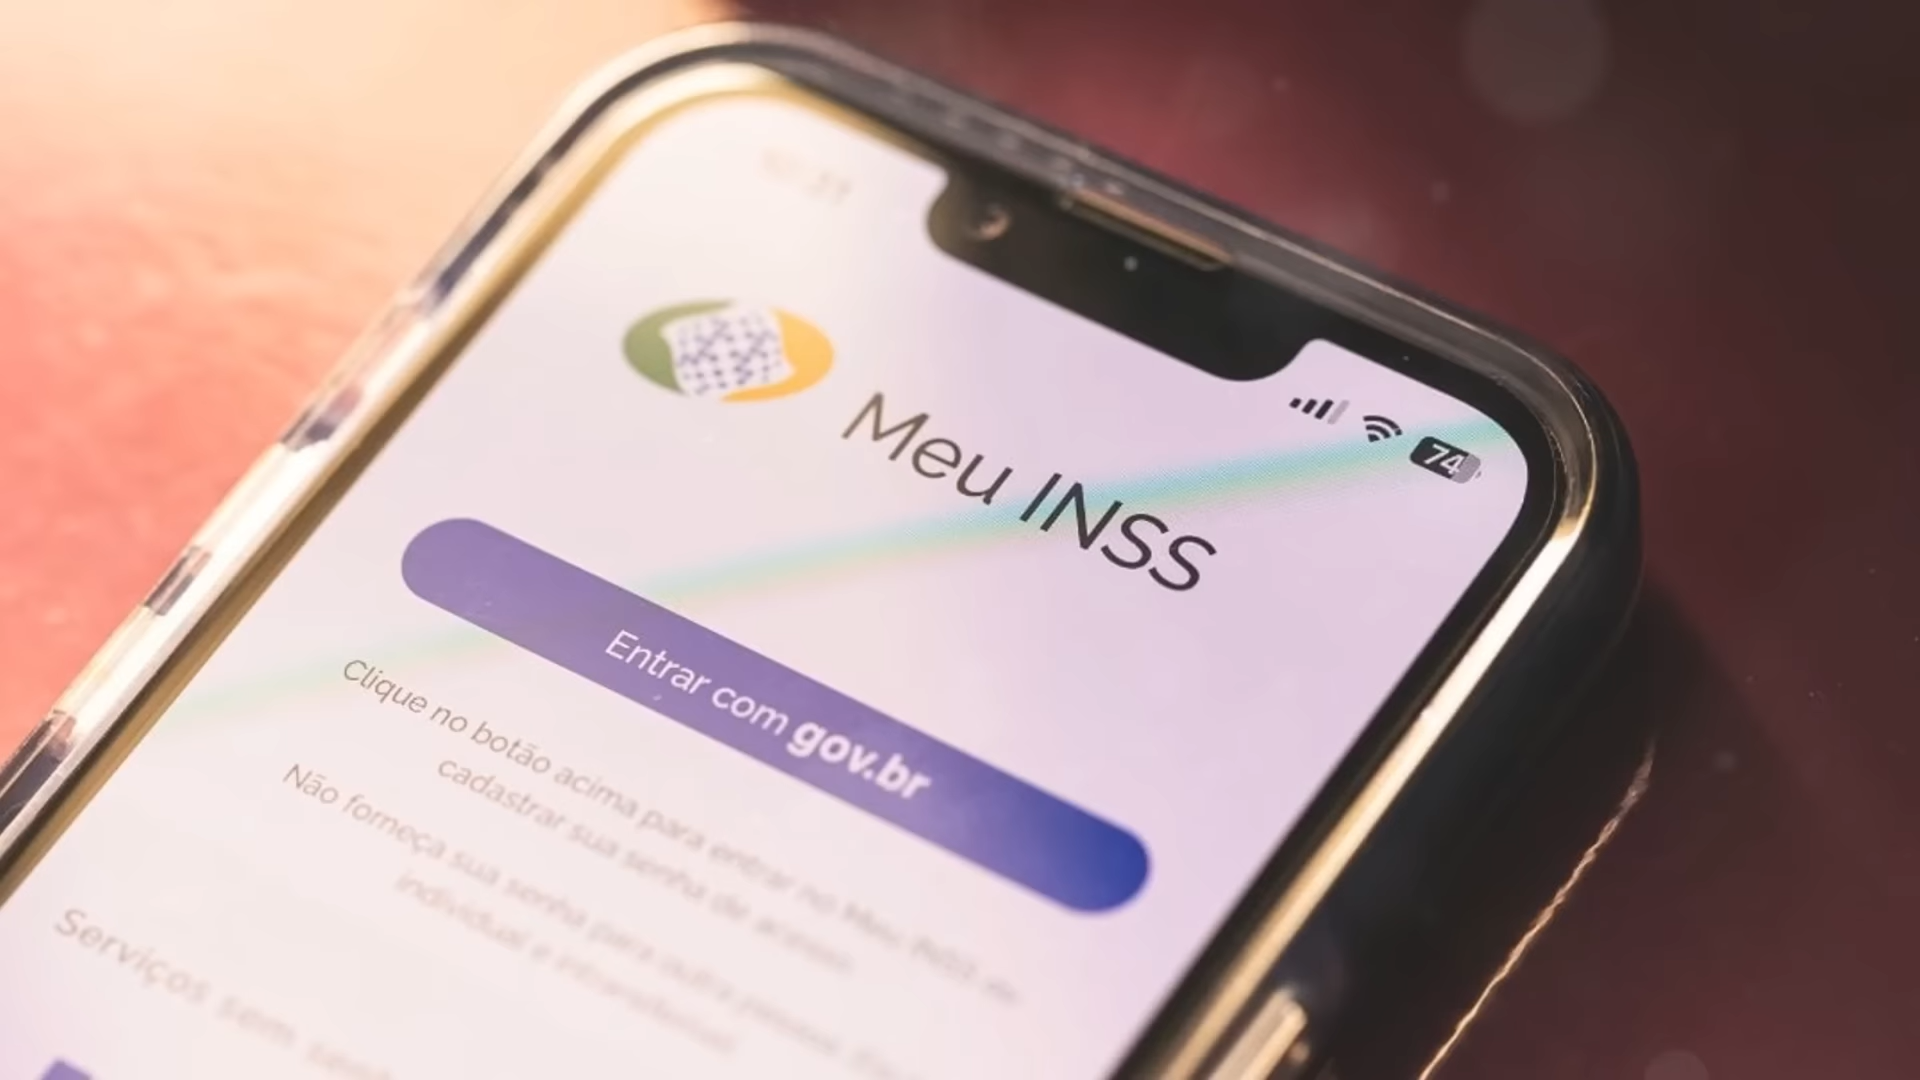 74
Meu INSS
Entrar com gov.br
Clique no botão acima para entrar no Meu INSS ou
cadastrar sua senha de acesso.
Não forneça sua senha para outra pessoa.
individual e intransferível
Serviços sem senha